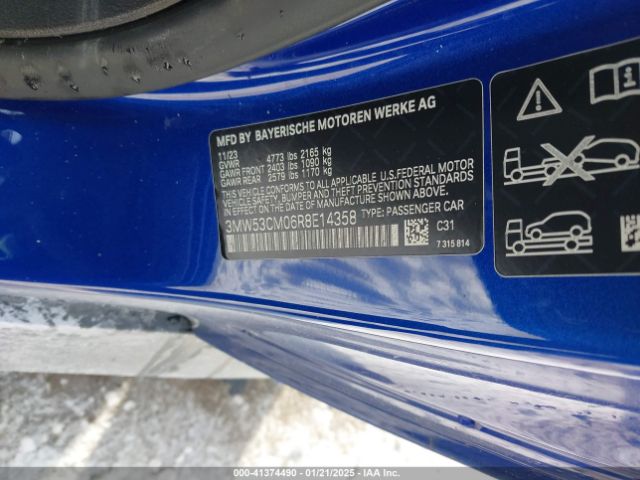 MFD BY BAYERISCHE MOTOREN WERKE AG
11/23
GVWR 4773 lbs 2165 kg
GAWR FRONT 2403 lbs 1090 kg
GAWR REAR 2579 lbs 1170 kg
THIS VEHICLE CONFORMS TO ALL APPLICABLE U.S.FEDERAL MOTOR
VEHICLE SAFETY, BUMPER, AND THEFT PREVENTION STANDARDS
IN EFFECT ON THE DATE OF MANUFACTURE SHOWN ABOVE.
3MW53CM06R8E14358 TYPE: PASSENGER CAR
C31
7 315 814
000-41374490 - 01/21/2025 - IAA Inc.